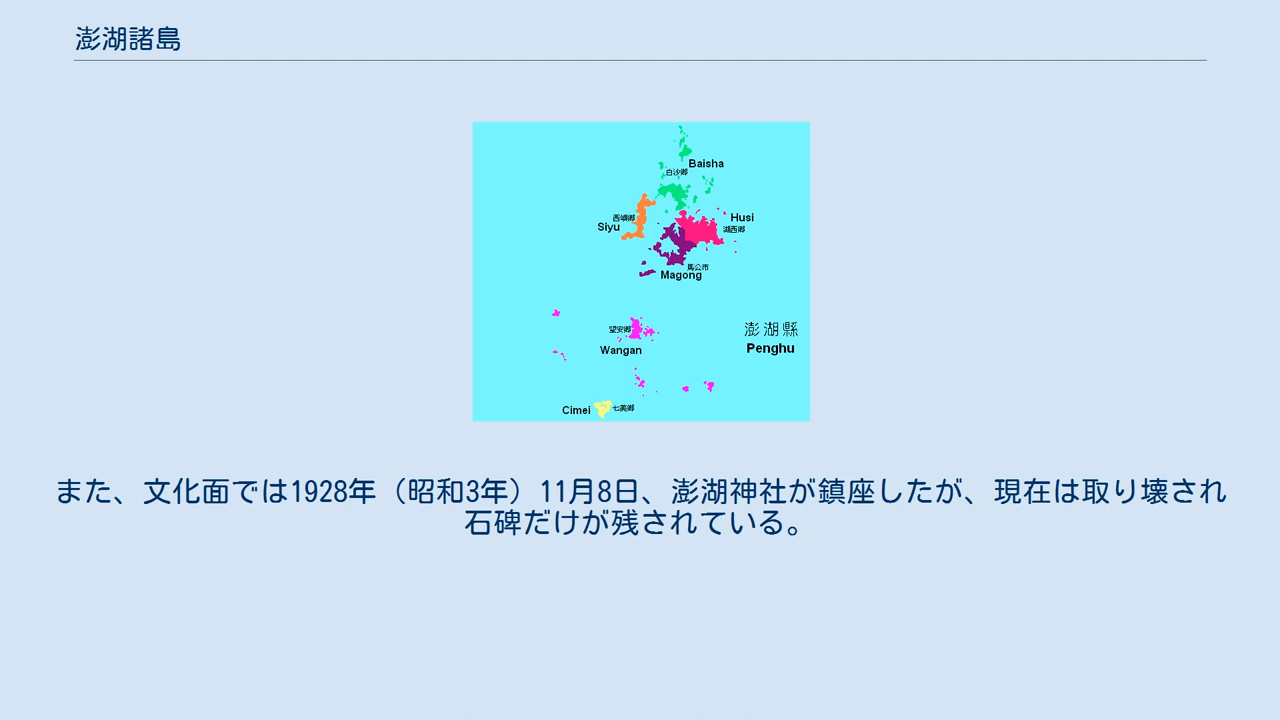 澎湖諸島
Baisha
白沙鄉
西嶼鄉
Siyu
Husi
湖西鄉
馬公市
Magong
望安鄉
Wangan
澎湖縣
Penghu
Cimei 七美鄉
また、文化面では1928年（昭和3年）11月8日、澎湖神社が鎮座したが、現在は取り壊され
石碑だけが残されている。